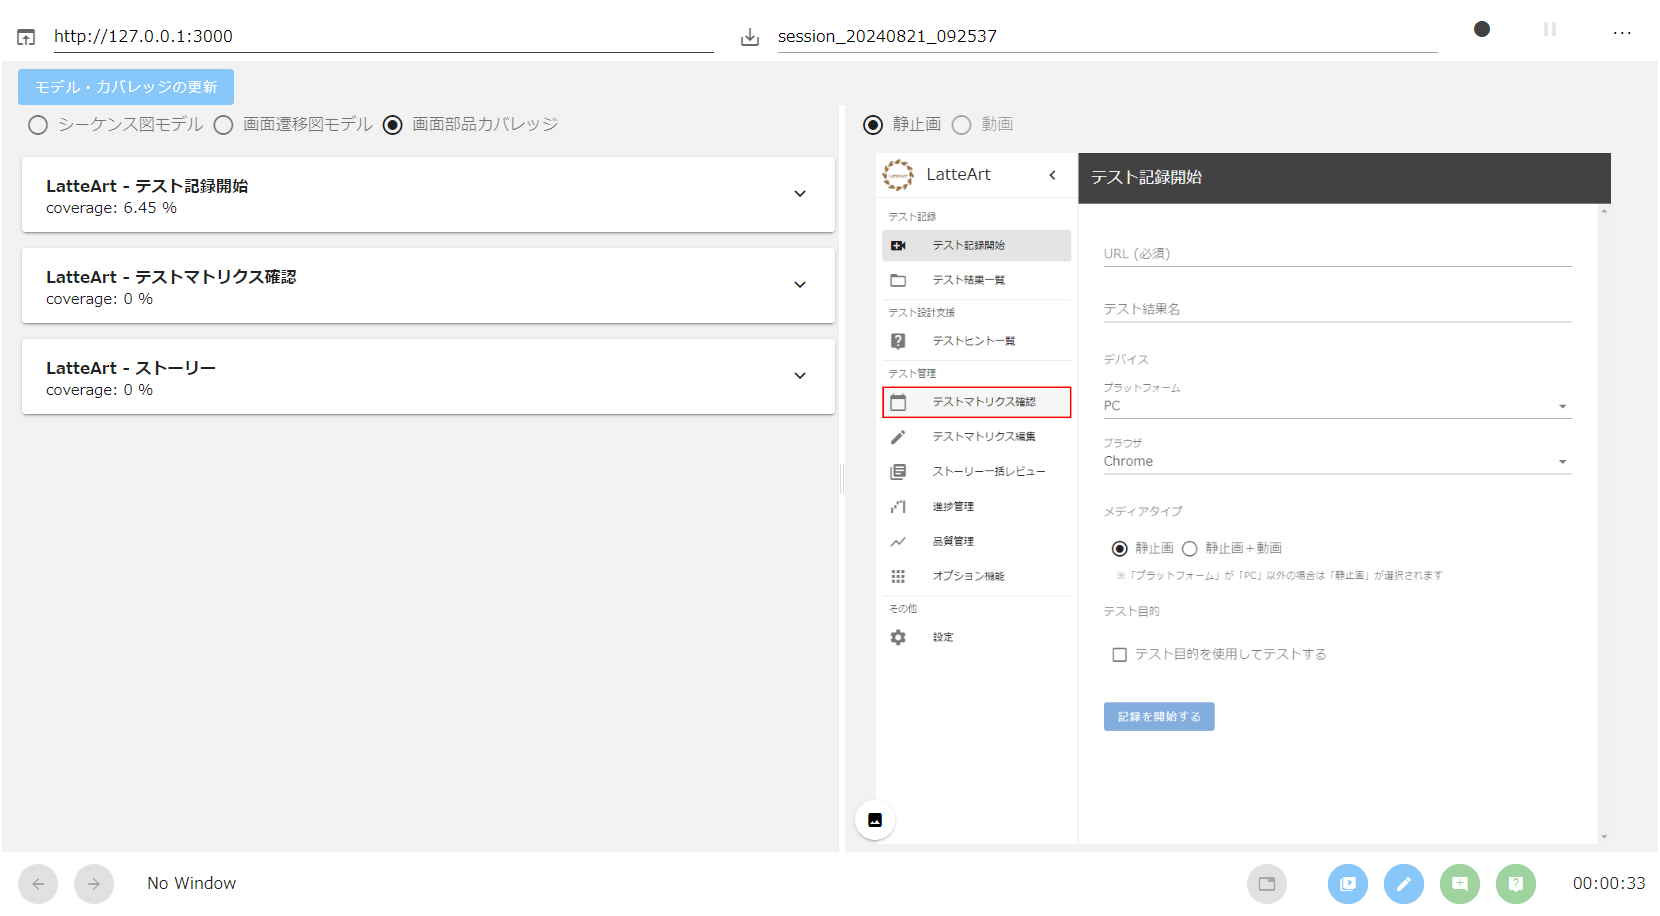 http://127.0.0.1:3000
session_20240821_092537
...
モデル・カバレッジの更新
シーケンス図モデル 画面遷移図モデル 画面部品カバレッジ
LatteArt - テスト記録開始
coverage: 6.45 %
LatteArt - テストマトリクス確認
coverage: 0 %
LatteArt - ストーリー
coverage: 0 %
静止画 動画
LatteArt
テスト記録
テスト記録開始
テスト結果一覧
テスト設計支援
テストヒント一覧
テスト管理
テストマトリクス確認
テストマトリクス編集
ストーリー一括レビュー
進捗管理
品質管理
オプション機能
その他
設定
テスト記録開始
URL (必須)
テスト結果名
デバイス
プラットフォーム
PC
ブラウザ
Chrome
メディアタイプ
静止画 静止画＋動画
※「プラットフォーム」が「PC」以外の場合は「静止画」が選択されます
テスト目的
テスト目的を使用してテストする
記録を開始する
No Window
00:00:33